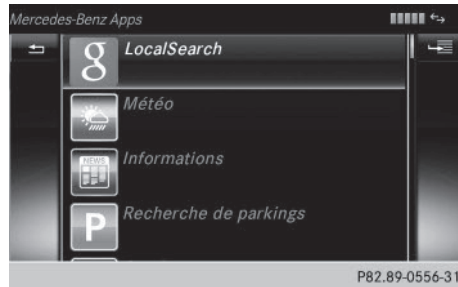 Mercedes-Benz Apps
g LocalSearch
Météo
NEWS
Informations
P Recherche de parkings
P82.89-0556-31